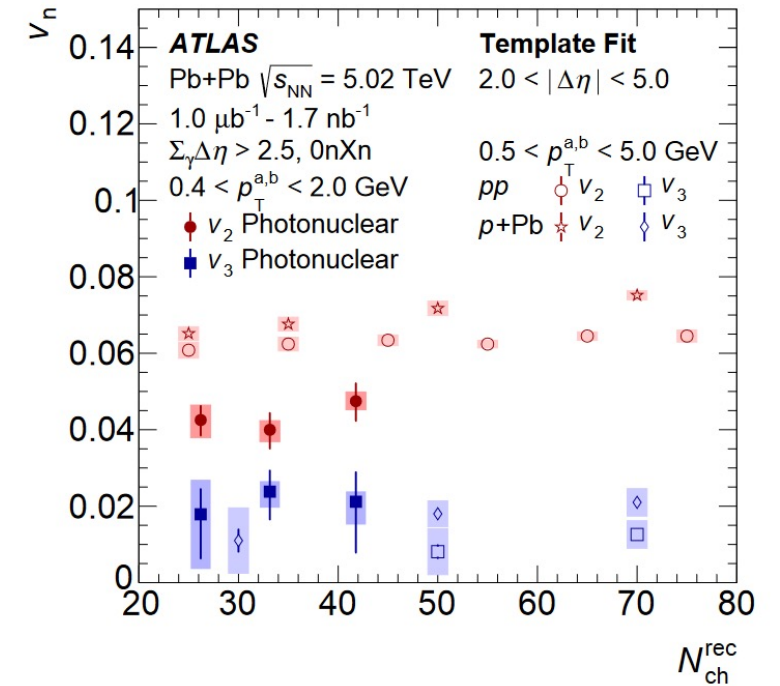 vₙ
ATLAS
Pb+Pb √sNN = 5.02 TeV
1.0 μb⁻¹ - 1.7 nb⁻¹
ΣγΔη > 2.5, 0nXn
0.4 < pTᵃ,ᵇ < 2.0 GeV
v₂ Photonuclear
v₃ Photonuclear
Template Fit
2.0 < |Δη| < 5.0
0.5 < pTᵃ,ᵇ < 5.0 GeV
pp v₂ v₃
p+Pb v₂ v₃
0.14
0.12
0.1
0.08
0.06
0.04
0.02
0
20 30 40 50 60 70 80
Nchʳᵉᶜ